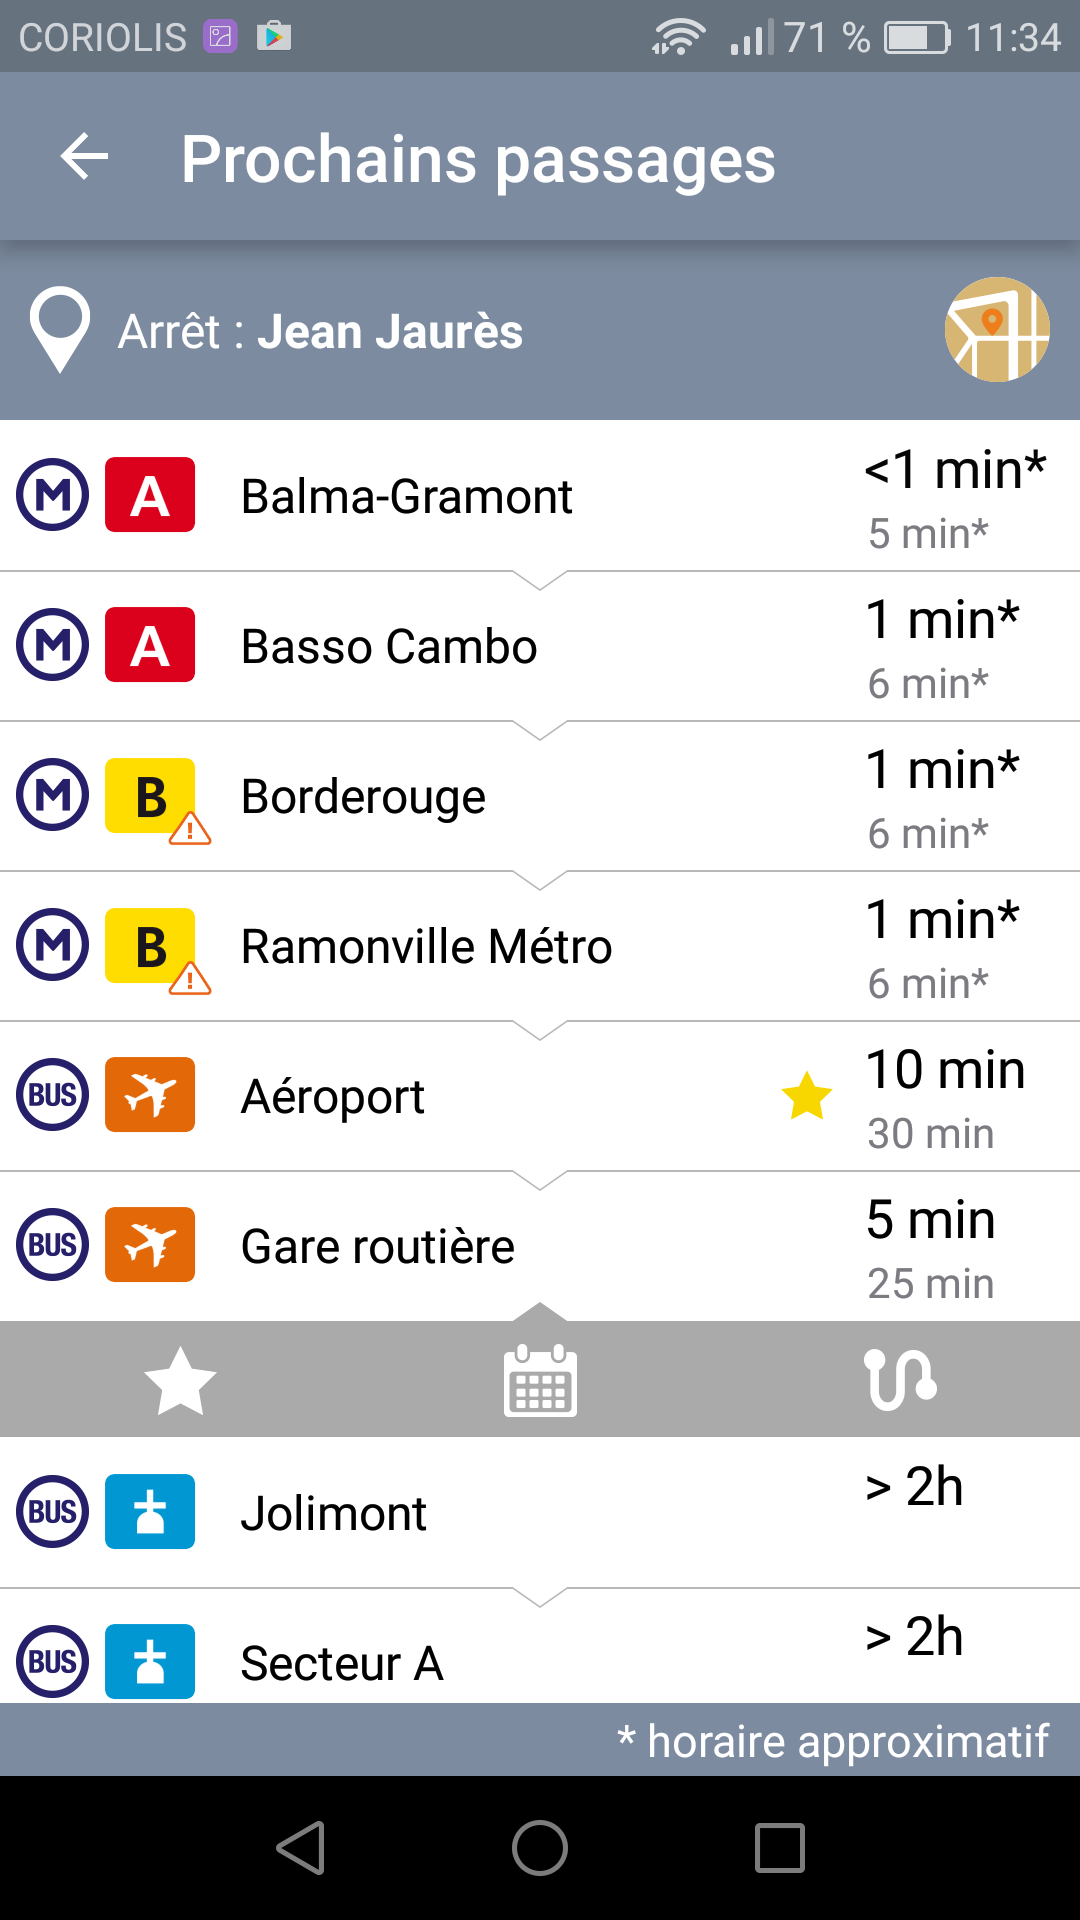 CORIOLIS 71 % 11:34
Prochains passages
Arrêt : Jean Jaurès
M A Balma-Gramont <1 min*
5 min*
M A Basso Cambo 1 min*
6 min*
M B Borderouge 1 min*
6 min*
M B Ramonville Métro 1 min*
6 min*
BUS Aéroport 10 min
30 min
BUS Gare routière 5 min
25 min
BUS Jolimont > 2h
BUS Secteur A > 2h
* horaire approximatif